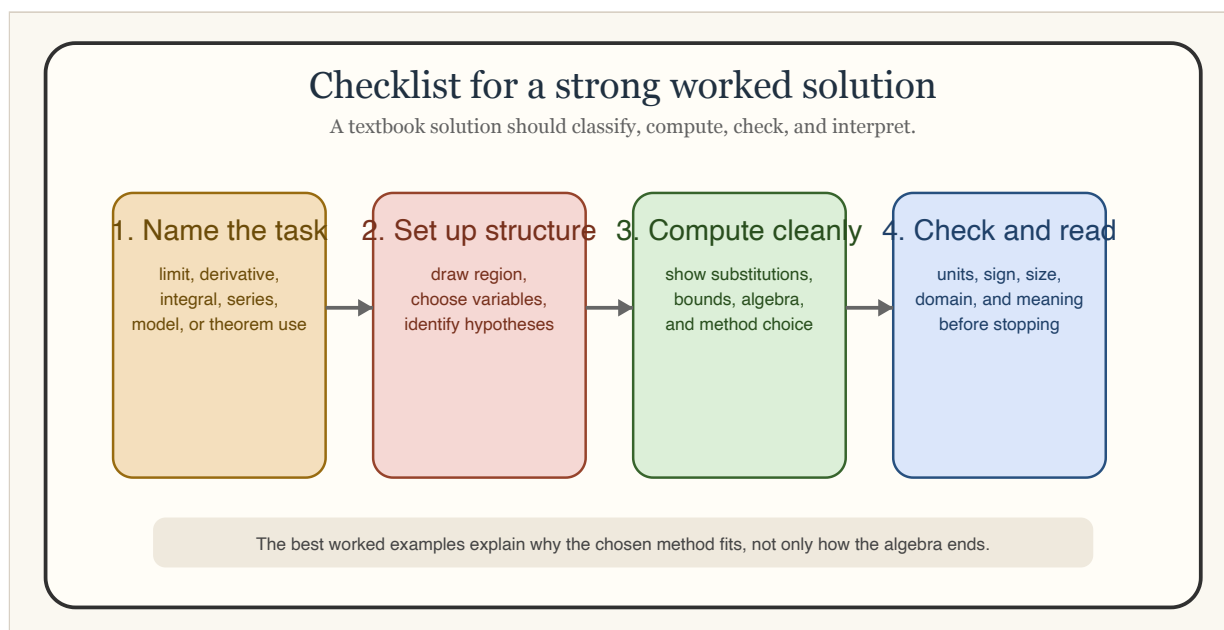 Checklist for a strong worked solution
A textbook solution should classify, compute, check, and interpret.
1. Name the task
limit, derivative,
integral, series,
model, or theorem use
2. Set up structure
draw region,
choose variables,
identify hypotheses
3. Compute cleanly
show substitutions,
bounds, algebra,
and method choice
4. Check and read
units, sign, size,
domain, and meaning
before stopping
The best worked examples explain why the chosen method fits, not only how the algebra ends.